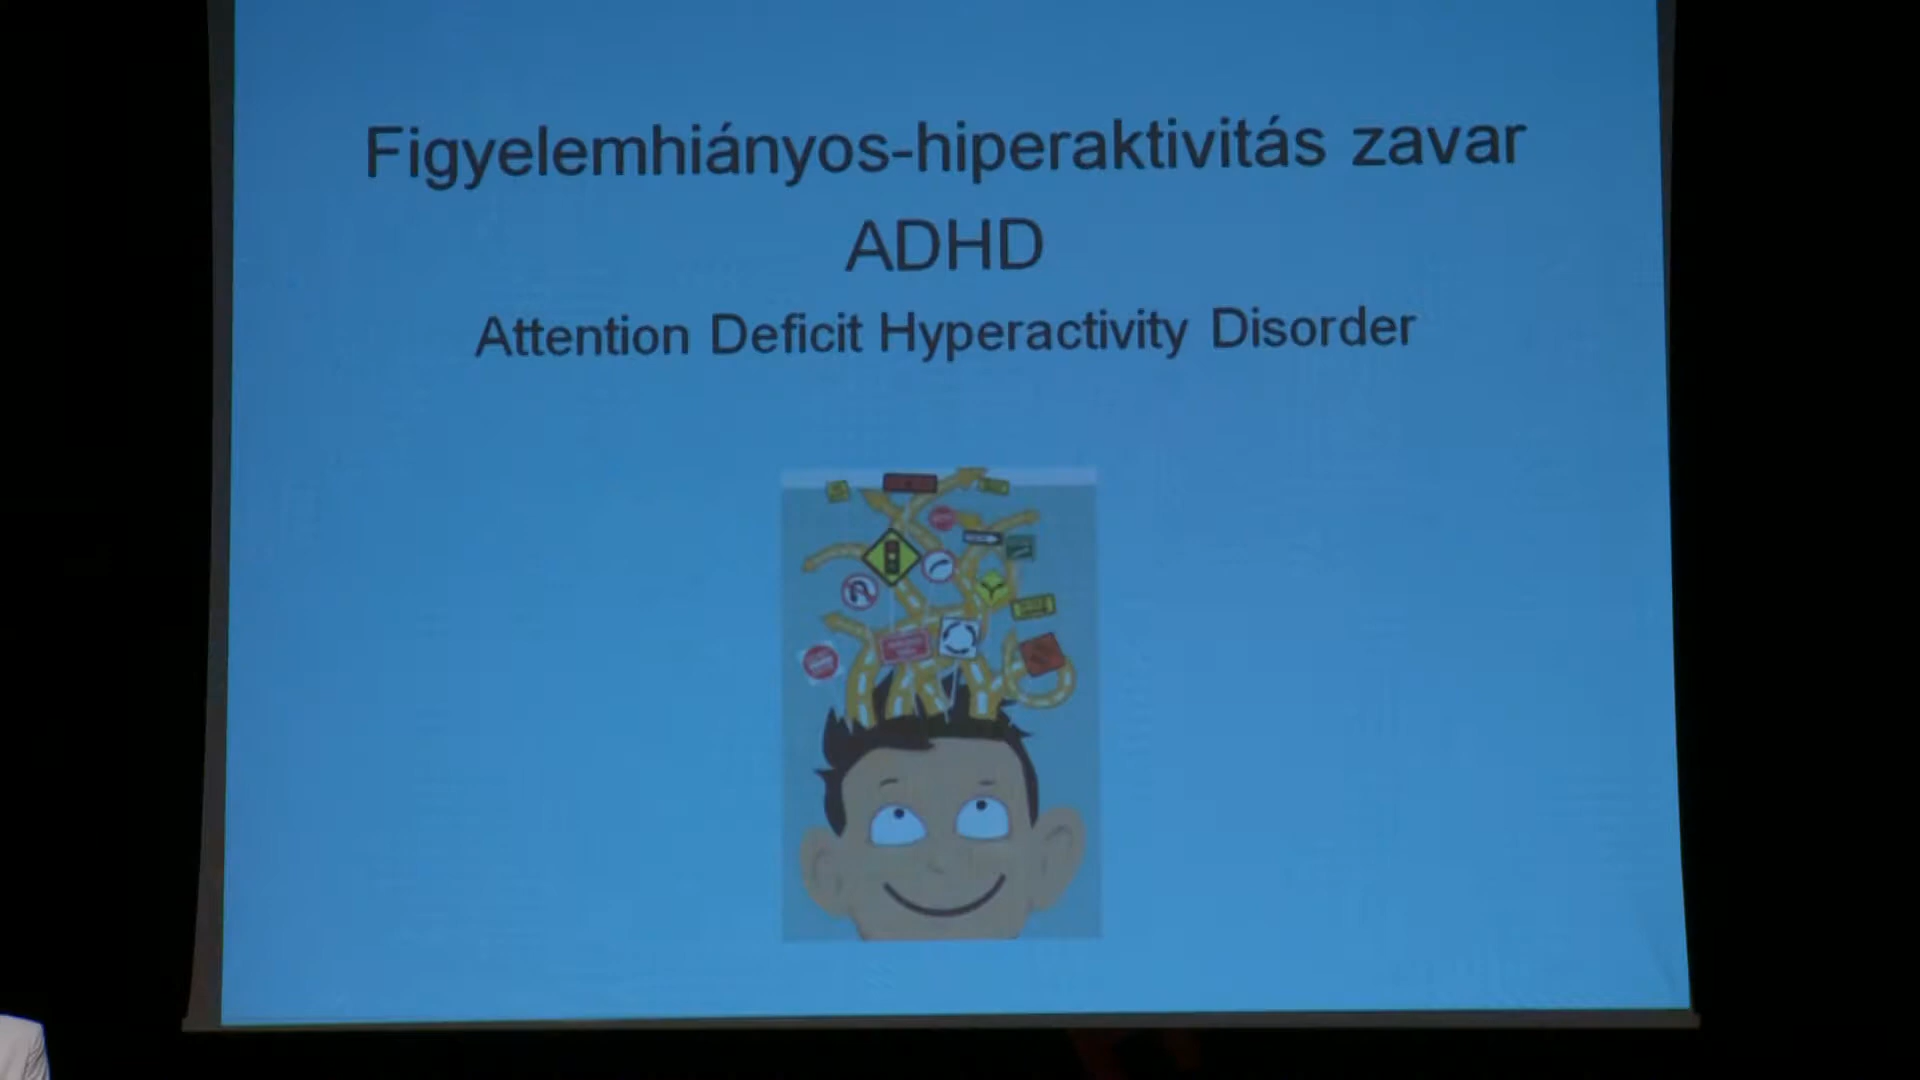 Figyelemhiányos-hiperaktivitás zavar
ADHD
Attention Deficit Hyperactivity Disorder